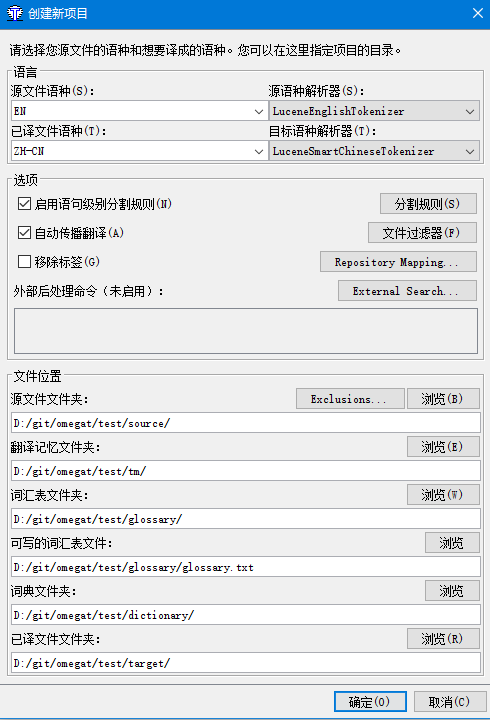 创建新项目
请选择您源文件的语种和想要译成的语种。您可以在这里指定项目的目录。
语言
源文件语种(S): 源语种解析器(S):
EN LuceneEnglishTokenizer
已译文件语种(T): 目标语种解析器(T):
ZH-CN LuceneSmartChineseTokenizer
选项
启用语句级别分割规则(N) 分割规则(S)
自动传播翻译(A) 文件过滤器(F)
移除标签(G) Repository Mapping...
外部后处理命令（未启用）: External Search...
文件位置
源文件文件夹: Exclusions... 浏览(B)
D:/git/omegat/test/source/
翻译记忆文件夹: 浏览(E)
D:/git/omegat/test/tm/
词汇表文件夹: 浏览(W)
D:/git/omegat/test/glossary/
可写的词汇表文件: 浏览
D:/git/omegat/test/glossary/glossary.txt
词典文件夹: 浏览
D:/git/omegat/test/dictionary/
已译文件文件夹: 浏览(R)
D:/git/omegat/test/target/
确定(O) 取消(C)